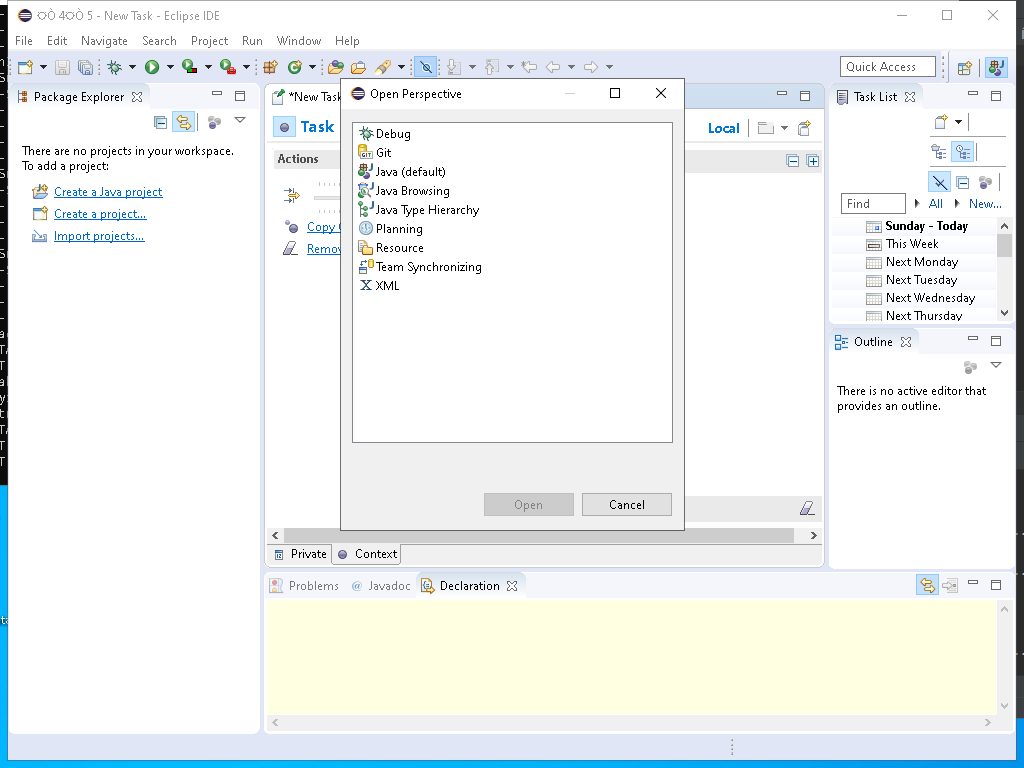 ϖÒ 4ϖÒ 5 - New Task - Eclipse IDE
File Edit Navigate Search Project Run Window Help
Quick Access
Package Explorer
There are no projects in your workspace.
To add a project:
Create a Java project
Create a project...
Import projects...
*New Task
Task
Local
Actions
Copy
Remov
Private
Context
Open Perspective
Debug
Git
Java (default)
Java Browsing
Java Type Hierarchy
Planning
Resource
Team Synchronizing
XML
Open
Cancel
Task List
Find
All
New...
Sunday - Today
This Week
Next Monday
Next Tuesday
Next Wednesday
Next Thursday
Outline
There is no active editor that
provides an outline.
Problems
@ Javadoc
Declaration